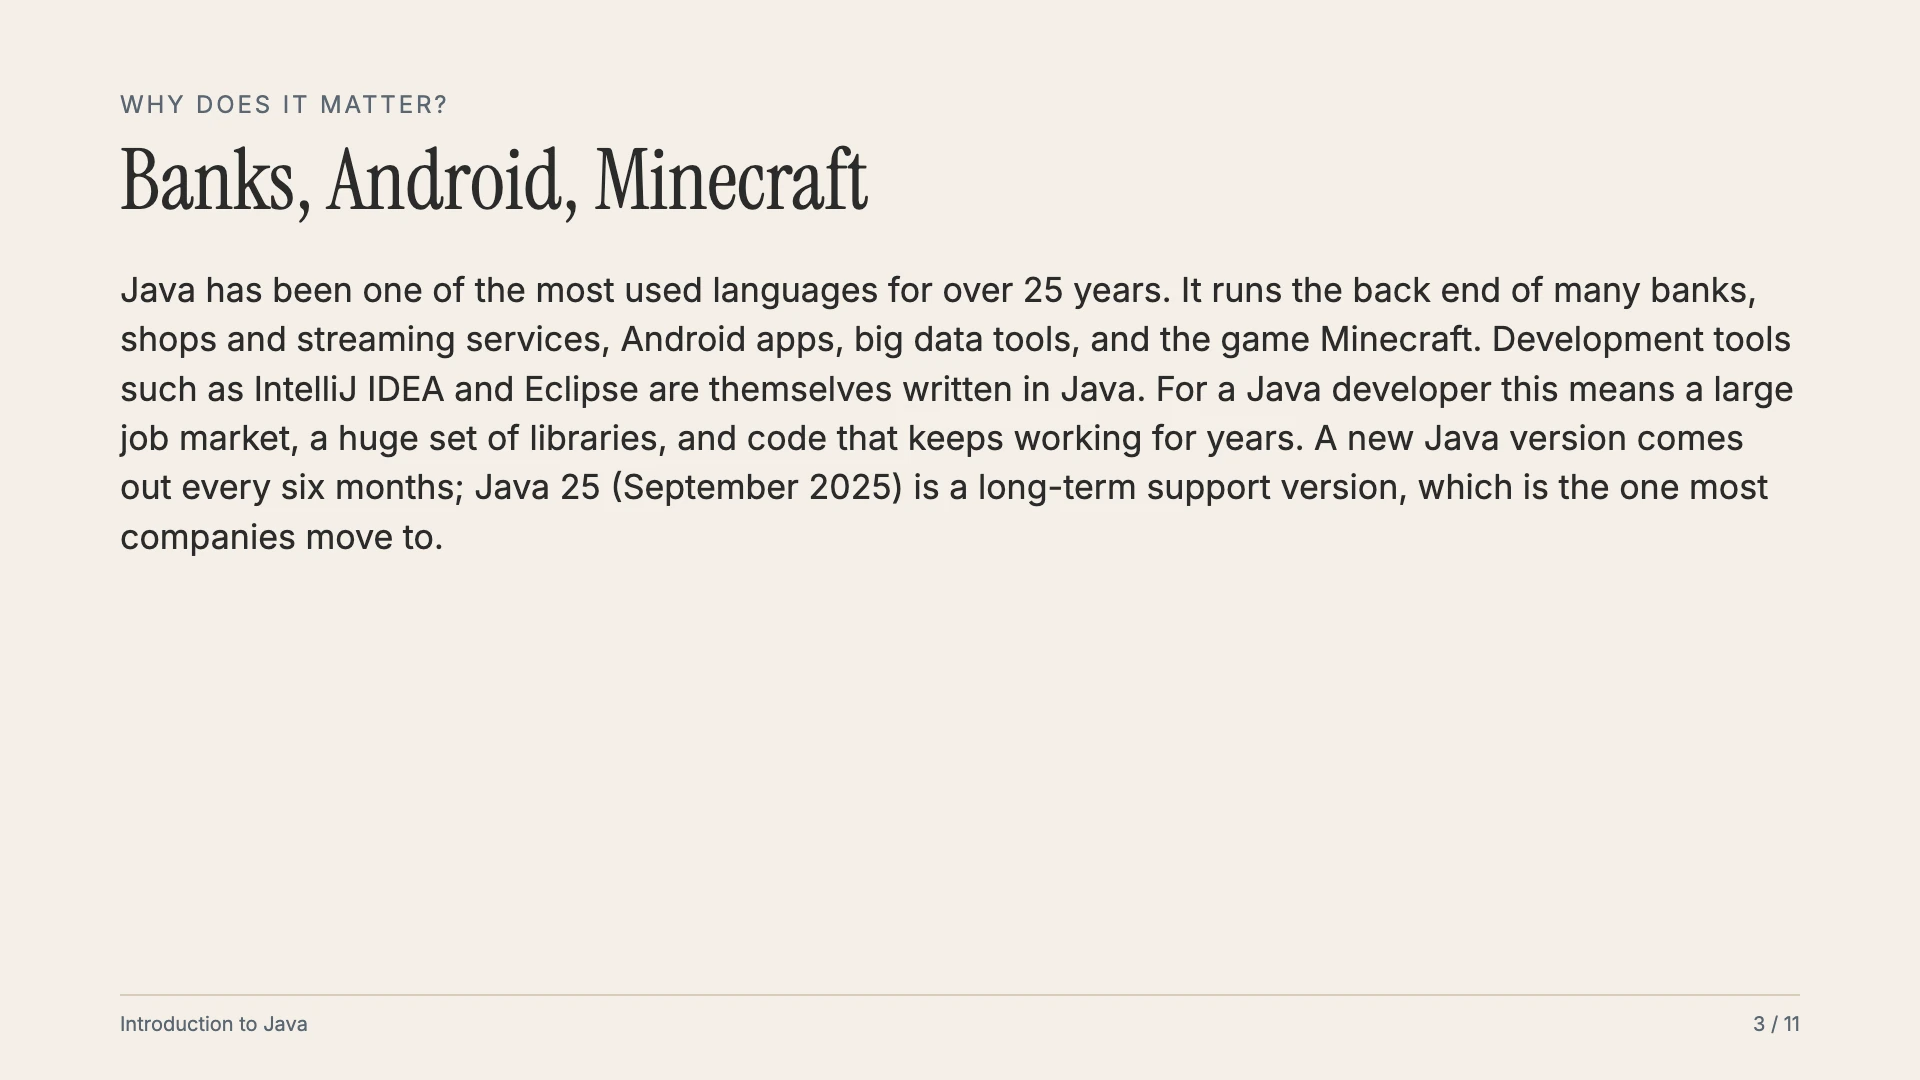 WHY DOES IT MATTER?
Banks, Android, Minecraft
Java has been one of the most used languages for over 25 years. It runs the back end of many banks,
shops and streaming services, Android apps, big data tools, and the game Minecraft. Development tools
such as IntelliJ IDEA and Eclipse are themselves written in Java. For a Java developer this means a large
job market, a huge set of libraries, and code that keeps working for years. A new Java version comes
out every six months; Java 25 (September 2025) is a long-term support version, which is the one most
companies move to.
Introduction to Java
3 / 11